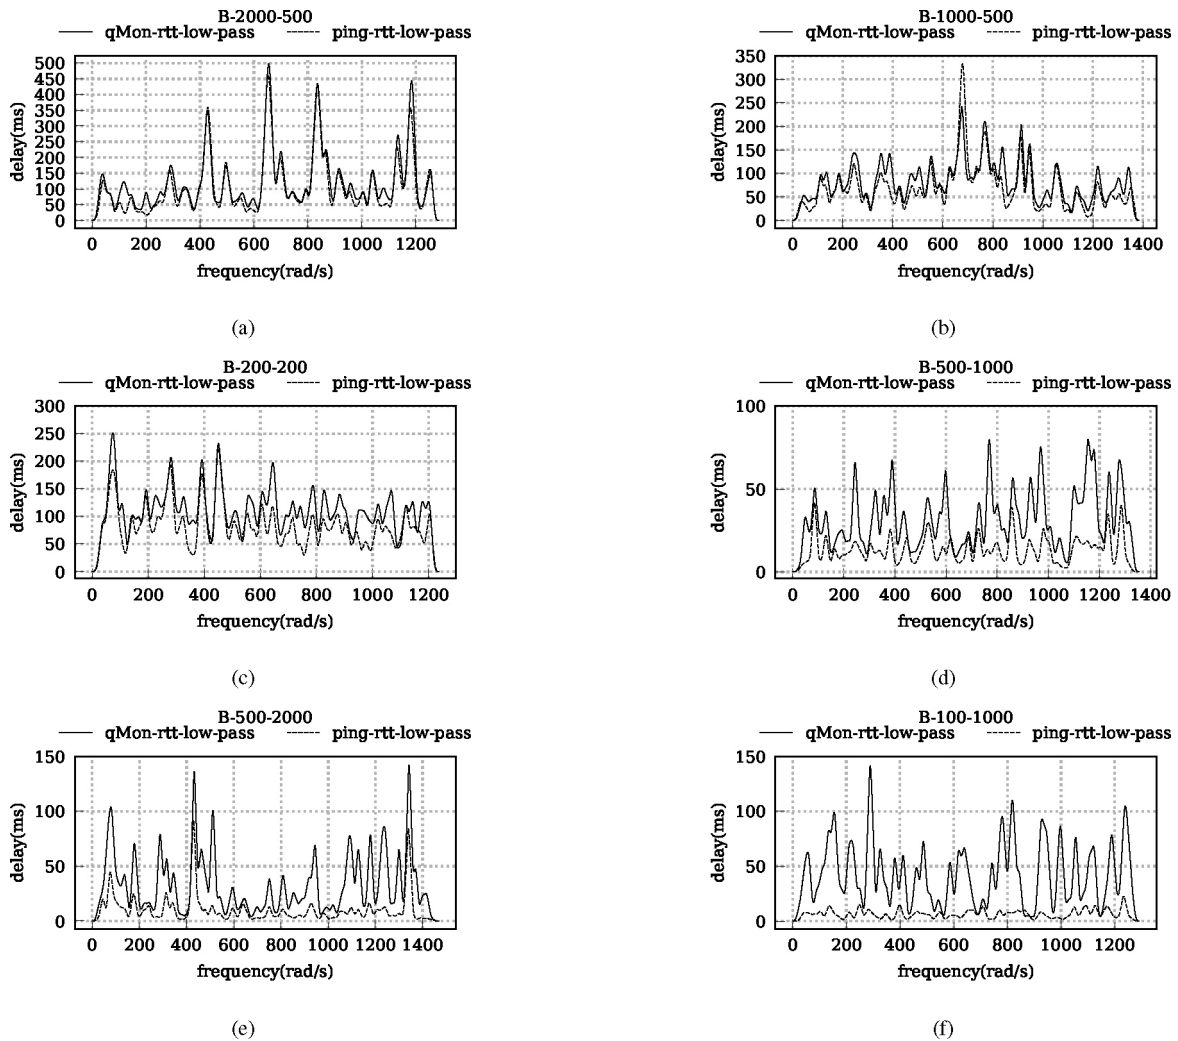 B-2000-500
qMon-rtt-low-pass ping-rtt-low-pass
500
450
400
350
300
250
200
150
100
50
0
delay(ms)
0 200 400 600 800 1000 1200
frequency(rad/s)
(a)
B-1000-500
qMon-rtt-low-pass ping-rtt-low-pass
350
300
250
200
150
100
50
0
delay(ms)
0 200 400 600 800 1000 1200 1400
frequency(rad/s)
(b)
B-200-200
qMon-rtt-low-pass ping-rtt-low-pass
300
250
200
150
100
50
0
delay(ms)
0 200 400 600 800 1000 1200
frequency(rad/s)
(c)
B-500-1000
qMon-rtt-low-pass ping-rtt-low-pass
100
50
0
delay(ms)
0 200 400 600 800 1000 1200 1400
frequency(rad/s)
(d)
B-500-2000
qMon-rtt-low-pass ping-rtt-low-pass
150
100
50
0
delay(ms)
0 200 400 600 800 1000 1200 1400
frequency(rad/s)
(e)
B-100-1000
qMon-rtt-low-pass ping-rtt-low-pass
150
100
50
0
delay(ms)
0 200 400 600 800 1000 1200
frequency(rad/s)
(f)